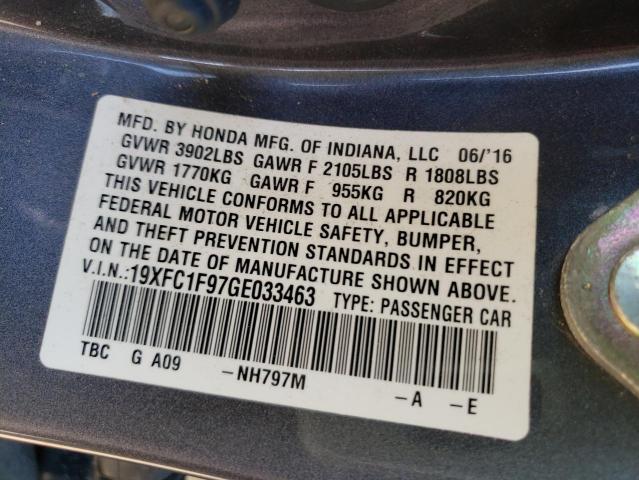 MFD. BY HONDA MFG. OF INDIANA, LLC 06/'16
GVWR 3902LBS GAWR F 2105LBS R 1808LBS
GVWR 1770KG GAWR F 955KG R 820KG
THIS VEHICLE CONFORMS TO ALL APPLICABLE
FEDERAL MOTOR VEHICLE SAFETY, BUMPER,
AND THEFT PREVENTION STANDARDS IN EFFECT
ON THE DATE OF MANUFACTURE SHOWN ABOVE.
V.I.N.:19XFC1F97GE033463 TYPE: PASSENGER CAR
TBC G A09 -NH797M -A -E